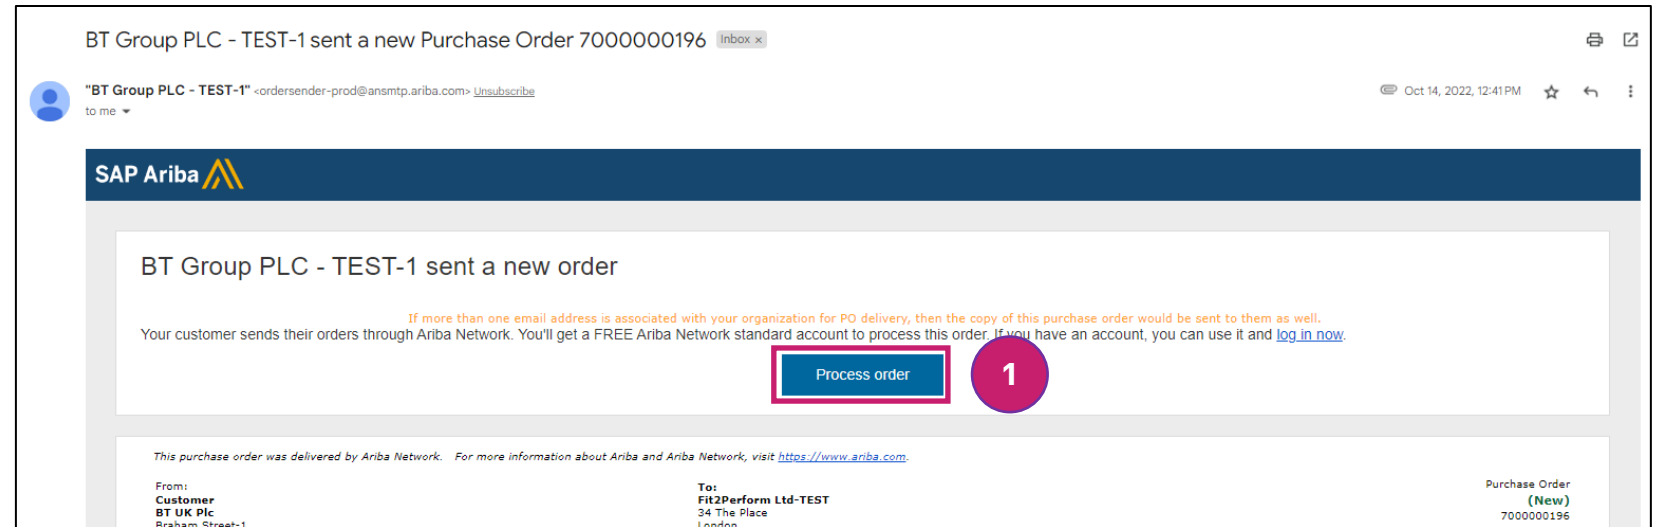 BT Group PLC - TEST-1 sent a new Purchase Order 7000000196 Inbox ×
"BT Group PLC - TEST-1" <ordersender-prod@ansmtp.ariba.com> Unsubscribe
Oct 14, 2022, 12:41 PM
to me
SAP Ariba
BT Group PLC - TEST-1 sent a new order
If more than one email address is associated with your organization for PO delivery, then the copy of this purchase order would be sent to them as well.
Your customer sends their orders through Ariba Network. You'll get a FREE Ariba Network standard account to process this order. If you have an account, you can use it and log in now.
Process order
1
This purchase order was delivered by Ariba Network. For more information about Ariba and Ariba Network, visit https://www.ariba.com.
From:
Customer
BT UK Plc
Braham Street-1
To:
Fit2Perform Ltd-TEST
34 The Place
London
Purchase Order
(New)
7000000196